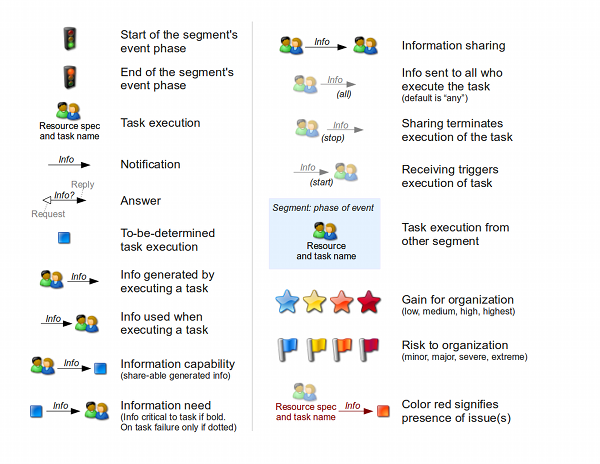 Start of the segment's
event phase
End of the segment's
event phase
Resource spec
and task name
Task execution
Info
Notification
Reply
Info?
Request
Answer
To-be-determined
task execution
Info
Info generated by
executing a task
Info
Info used when
executing a task
Info
Information capability
(share-able generated info)
Info
Information need
(Info critical to task if bold.
On task failure only if dotted)
Info
Information sharing
Info
(all)
Info sent to all who
execute the task
(default is “any”)
Info
(stop)
Sharing terminates
execution of the task
Info
(start)
Receiving triggers
execution of task
Segment: phase of event
Resource
and task name
Task execution from
other segment
Gain for organization
(low, medium, high, highest)
Risk to organization
(minor, major, severe, extreme)
Resource spec
and task name
Info
Color red signifies
presence of issue(s)